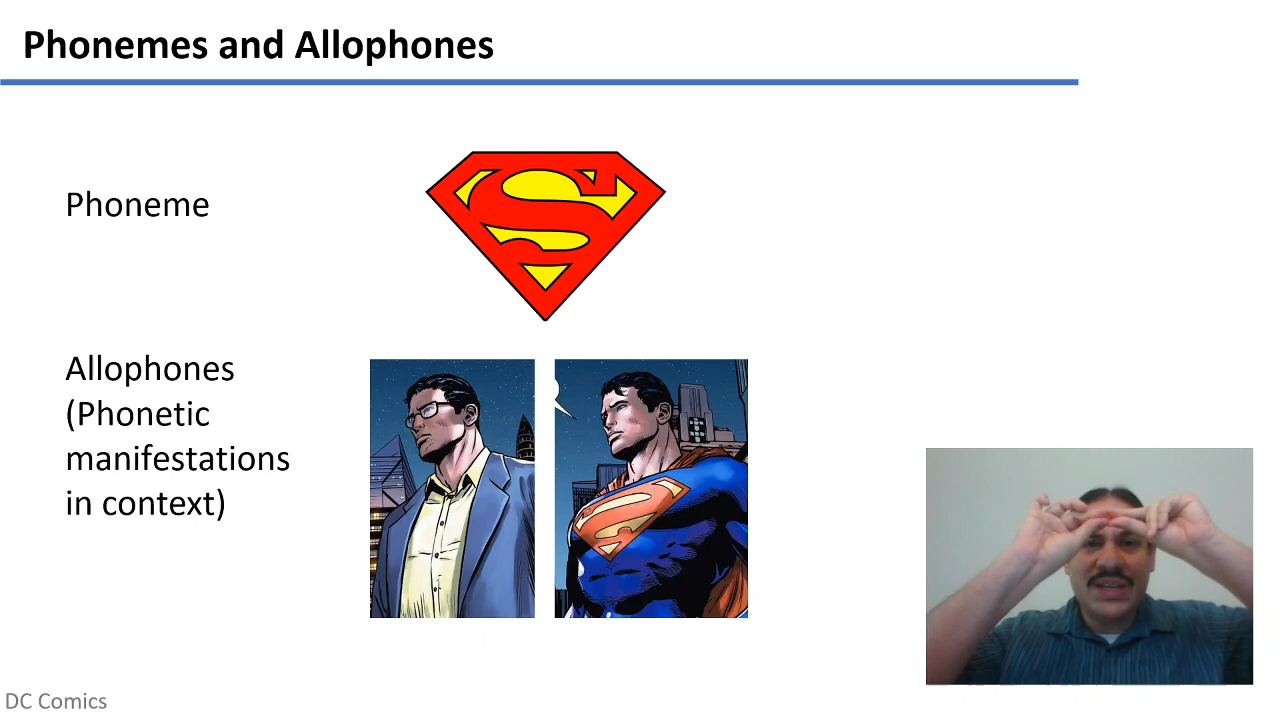 Phonemes and Allophones
Phoneme
Allophones
(Phonetic
manifestations
in context)
DC Comics